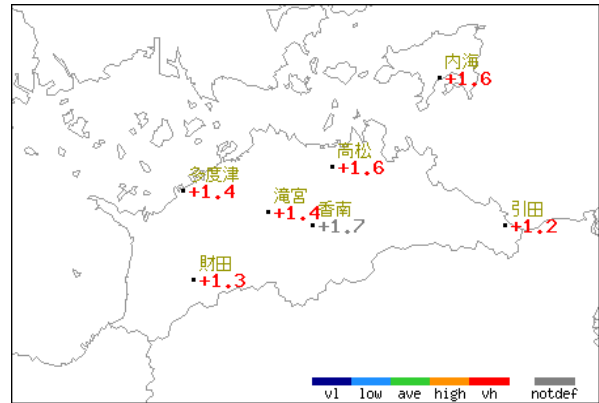 内海
+1.6
高松
+1.6
多度津
+1.4
滝宮
+1.4
香南
+1.7
引田
+1.2
財田
+1.3
vl low ave high vh notdef